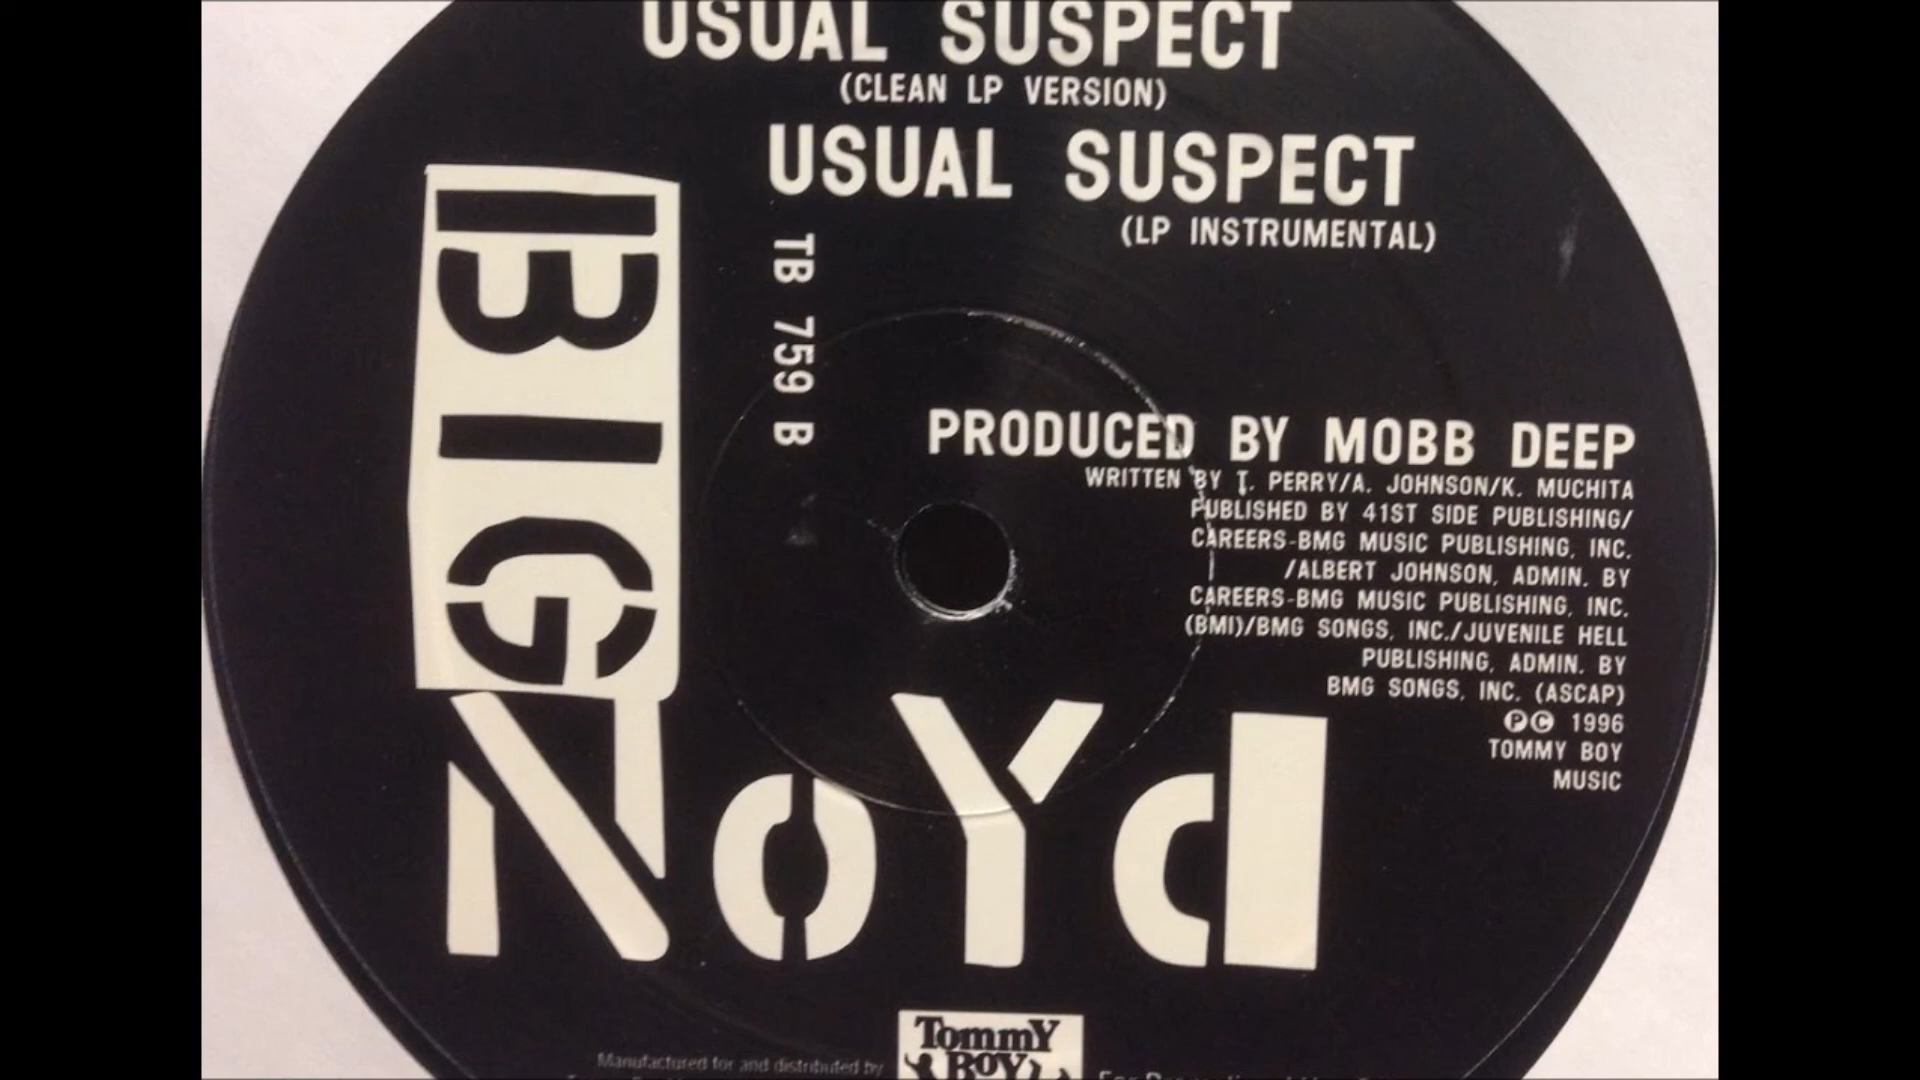 USUAL SUSPECT
(CLEAN LP VERSION)
USUAL SUSPECT
(LP INSTRUMENTAL)
TB 759 B
BIG
NoYd
PRODUCED BY MOBB DEEP
WRITTEN BY T. PERRY/A. JOHNSON/K. MUCHITA
PUBLISHED BY 41ST SIDE PUBLISHING/
CAREERS-BMG MUSIC PUBLISHING, INC.
/ALBERT JOHNSON, ADMIN. BY
CAREERS-BMG MUSIC PUBLISHING, INC.
(BMI)/BMG SONGS, INC./JUVENILE HELL
PUBLISHING, ADMIN. BY
BMG SONGS, INC. (ASCAP)
℗© 1996
TOMMY BOY
MUSIC
TommY
BOY
Manufactured for and distributed by